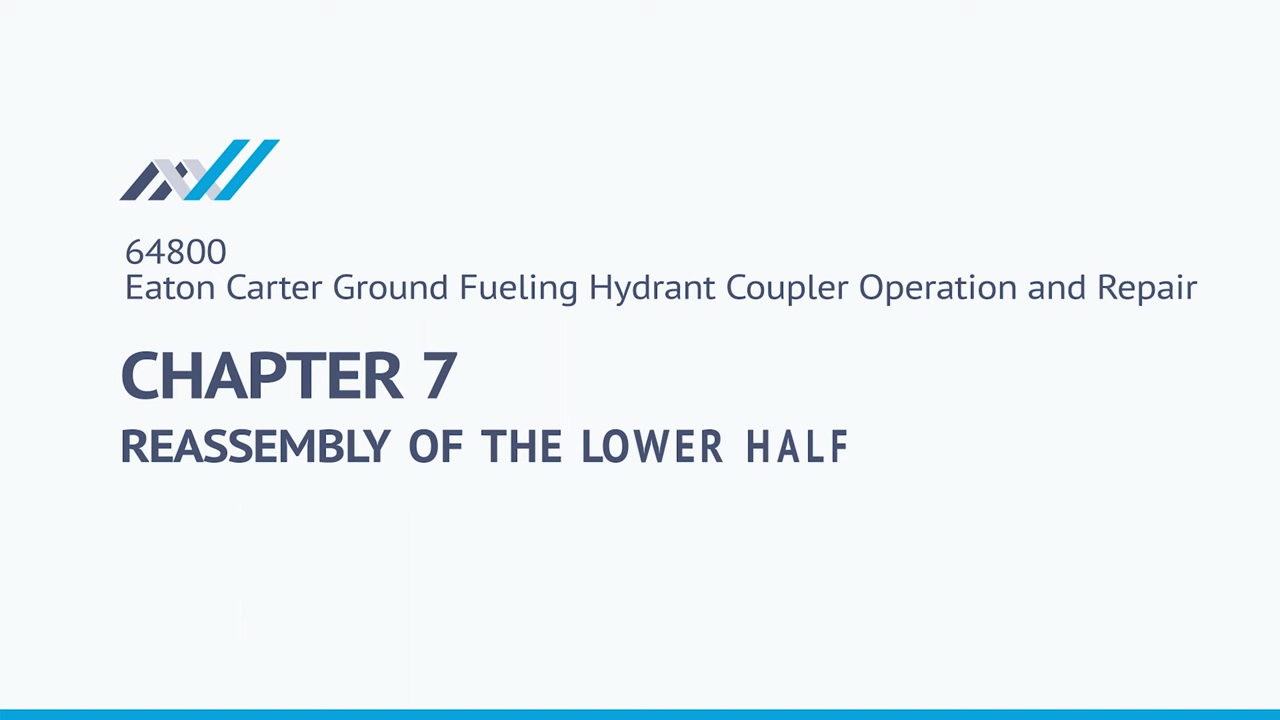 64800
Eaton Carter Ground Fueling Hydrant Coupler Operation and Repair
CHAPTER 7
REASSEMBLY OF THE LOWER HALF